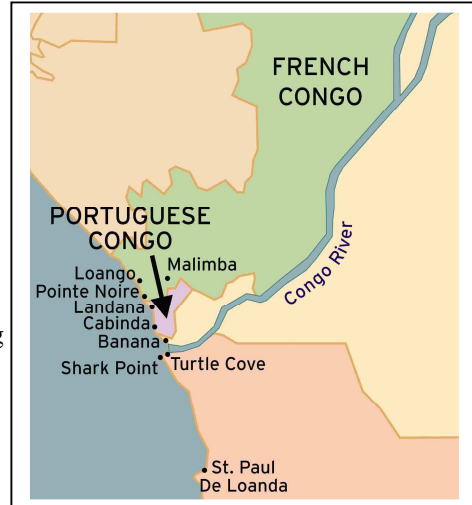 FRENCH
CONGO
PORTUGUESE
CONGO
Congo River
Malimba
Loango
Pointe Noire
Landana
Cabinda
Banana
Turtle Cove
Shark Point
St. Paul
De Loanda
g